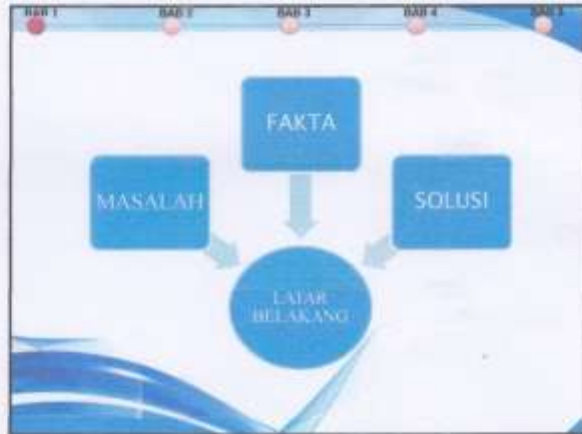 BAB 1 BAB 2 BAB 3 BAB 4 BAB 5
FAKTA
MASALAH
SOLUSI
LATAR
BELAKANG